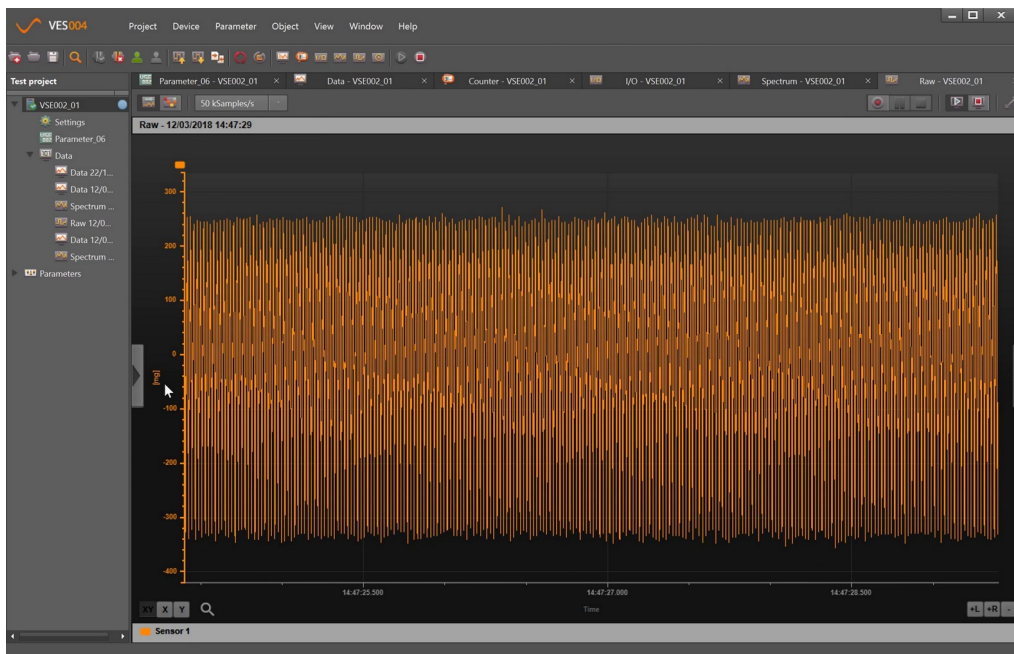 VES004 Project Device Parameter Object View Window Help
Test project
Parameter_06 - VSE002_01 × Data - VSE002_01 × Counter - VSE002_01 × I/O - VSE002_01 × Spectrum - VSE002_01 × Raw - VSE002_01
VSE002_01
50 kSamples/s
Settings
Raw - 12/03/2018 14:47:29
Parameter_06
Data
Data 22/1...
Data 12/0...
Spectrum ...
Raw 12/0...
Data 12/0...
Spectrum ...
Parameters
300
200
100
0
[mg]
-100
-200
-300
-400
14:47:25.500 14:47:27.000 14:47:28.500
Time
XY X Y +L +R -
Sensor 1